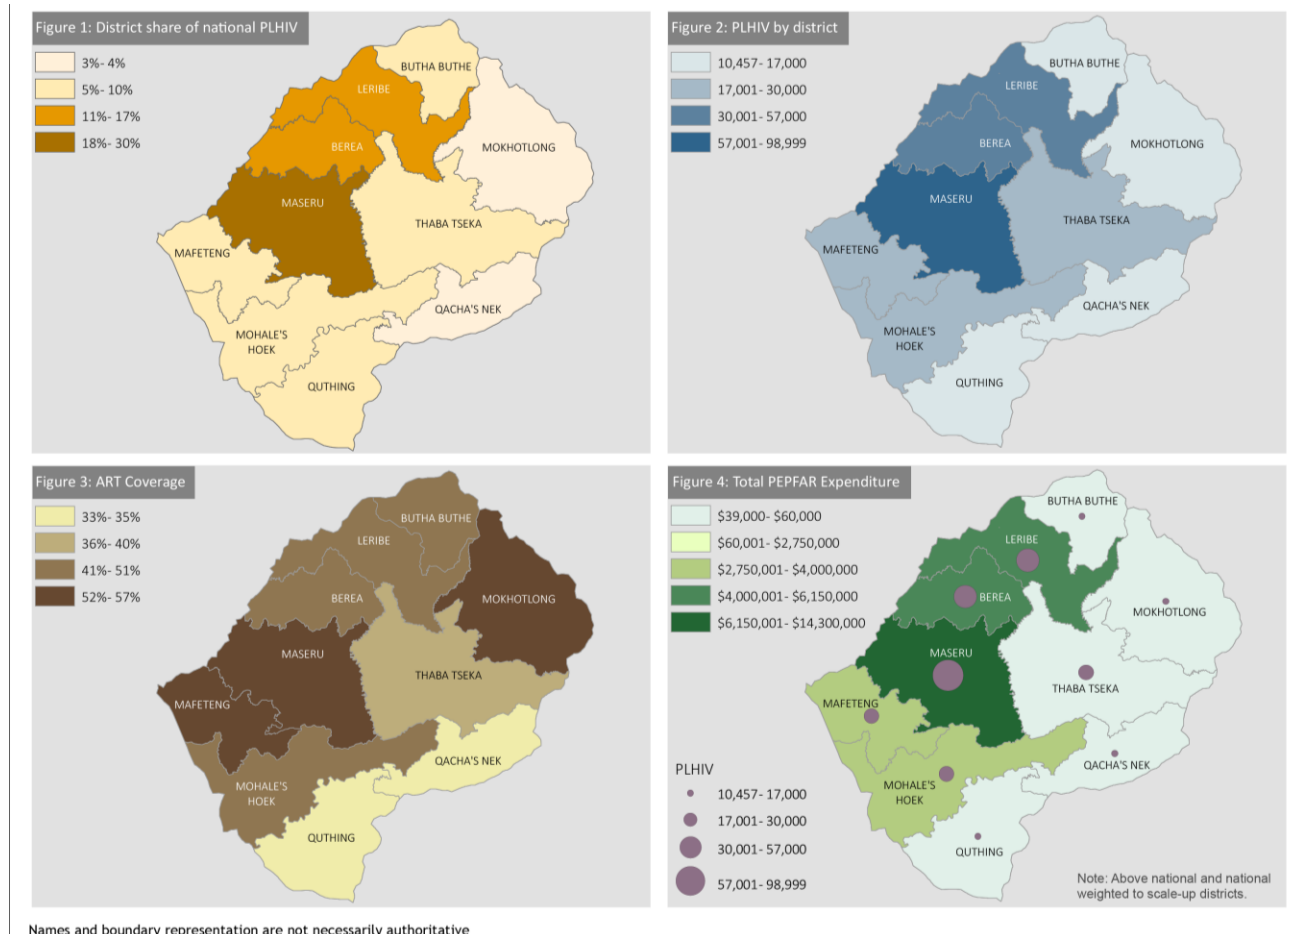 Figure 1: District share of national PLHIV
3%- 4%
5%- 10%
11%- 17%
18%- 30%
BUTHA BUTHE
LERIBE
MOKHOTLONG
BEREA
MASERU
THABA TSEKA
MAFETENG
QACHA'S NEK
MOHALE'S
HOEK
QUTHING
Figure 2: PLHIV by district
10,457- 17,000
17,001- 30,000
30,001- 57,000
57,001- 98,999
BUTHA BUTHE
LERIBE
MOKHOTLONG
BEREA
MASERU
THABA TSEKA
MAFETENG
QACHA'S NEK
MOHALE'S
HOEK
QUTHING
Figure 3: ART Coverage
33%- 35%
36%- 40%
41%- 51%
52%- 57%
BUTHA BUTHE
LERIBE
MOKHOTLONG
BEREA
MASERU
THABA TSEKA
MAFETENG
QACHA'S NEK
MOHALE'S
HOEK
QUTHING
Figure 4: Total PEPFAR Expenditure
$39,000- $60,000
$60,001- $2,750,000
$2,750,001- $4,000,000
$4,000,001- $6,150,000
$6,150,001- $14,300,000
BUTHA BUTHE
LERIBE
BEREA
MOKHOTLONG
MASERU
THABA TSEKA
MAFETENG
QACHA'S NEK
MOHALE'S
HOEK
QUTHING
PLHIV
10,457- 17,000
17,001- 30,000
30,001- 57,000
57,001- 98,999
Note: Above national and national
weighted to scale-up districts.
Names and boundary representation are not necessarily authoritative